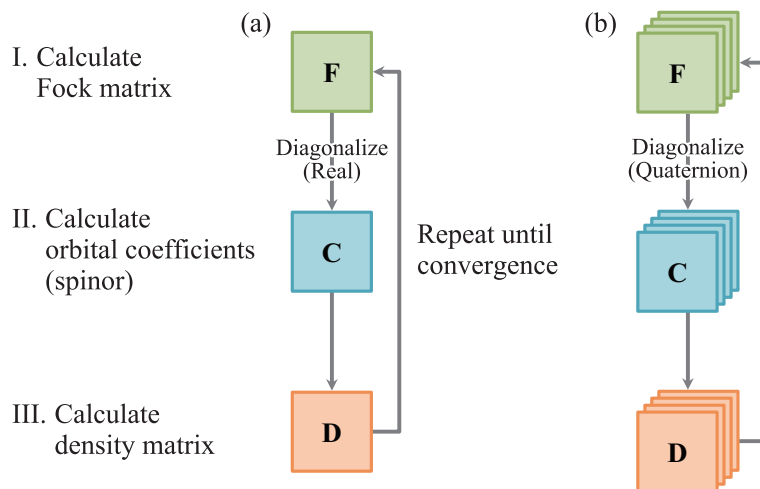 (a)
(b)
I. Calculate
Fock matrix
F
F
Diagonalize
(Real)
Diagonalize
(Quaternion)
II. Calculate
orbital coefficients
(spinor)
C
Repeat until
convergence
C
III. Calculate
density matrix
D
D